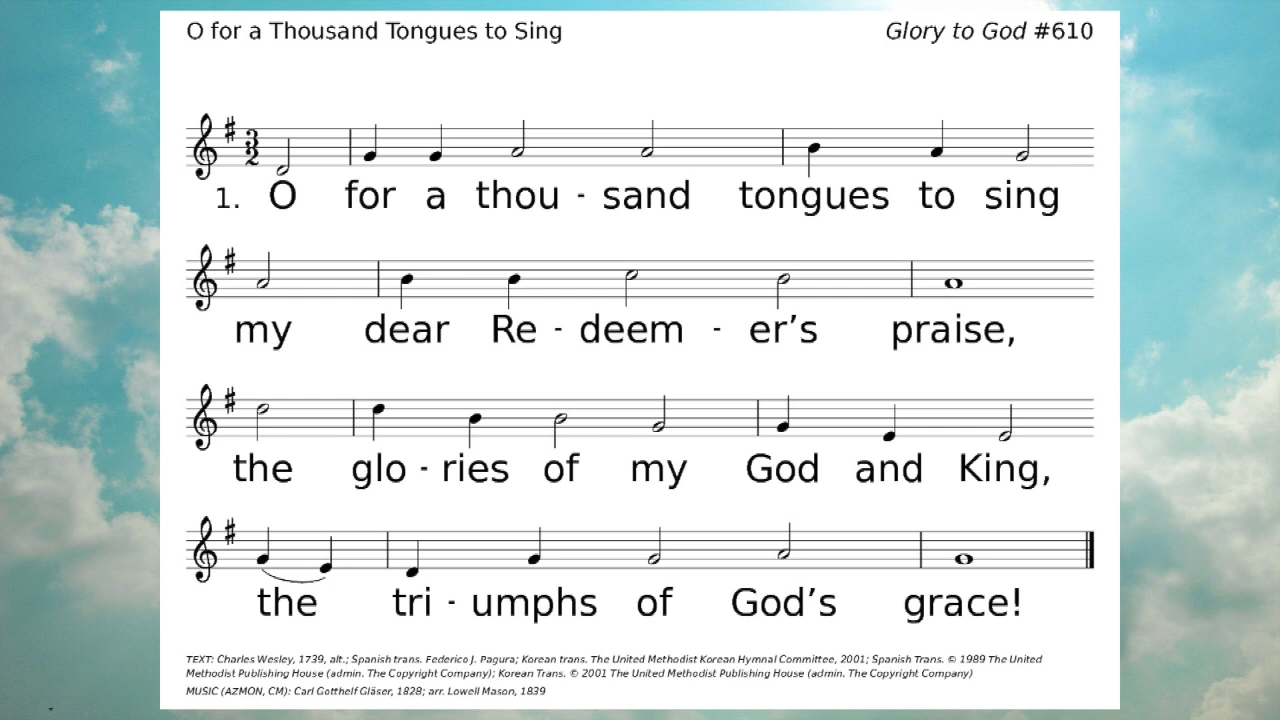 O for a Thousand Tongues to Sing Glory to God #610
3
2
1. O for a thou - sand tongues to sing
my dear Re - deem - er’s praise,
the glo - ries of my God and King,
the tri - umphs of God’s grace!
TEXT: Charles Wesley, 1739, alt.; Spanish trans. Federico J. Pagura; Korean trans. The United Methodist Korean Hymnal Committee, 2001; Spanish Trans. © 1989 The United
Methodist Publishing House (admin. The Copyright Company); Korean Trans. © 2001 The United Methodist Publishing House (admin. The Copyright Company)
MUSIC (AZMON, CM): Carl Gotthelf Gläser, 1828; arr. Lowell Mason, 1839